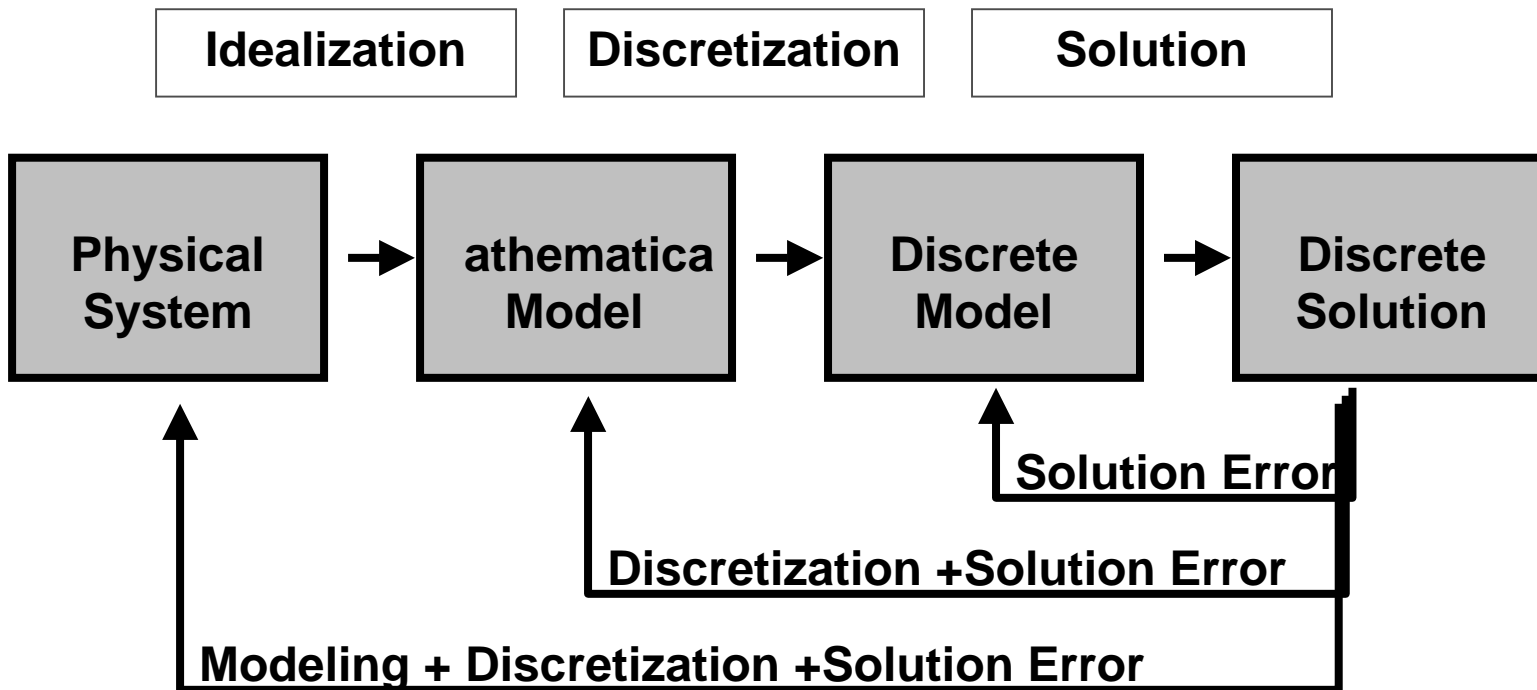 Idealization
Discretization
Solution
Physical
System
athematica
Model
Discrete
Model
Discrete
Solution
Solution Error
Discretization +Solution Error
Modeling + Discretization +Solution Error